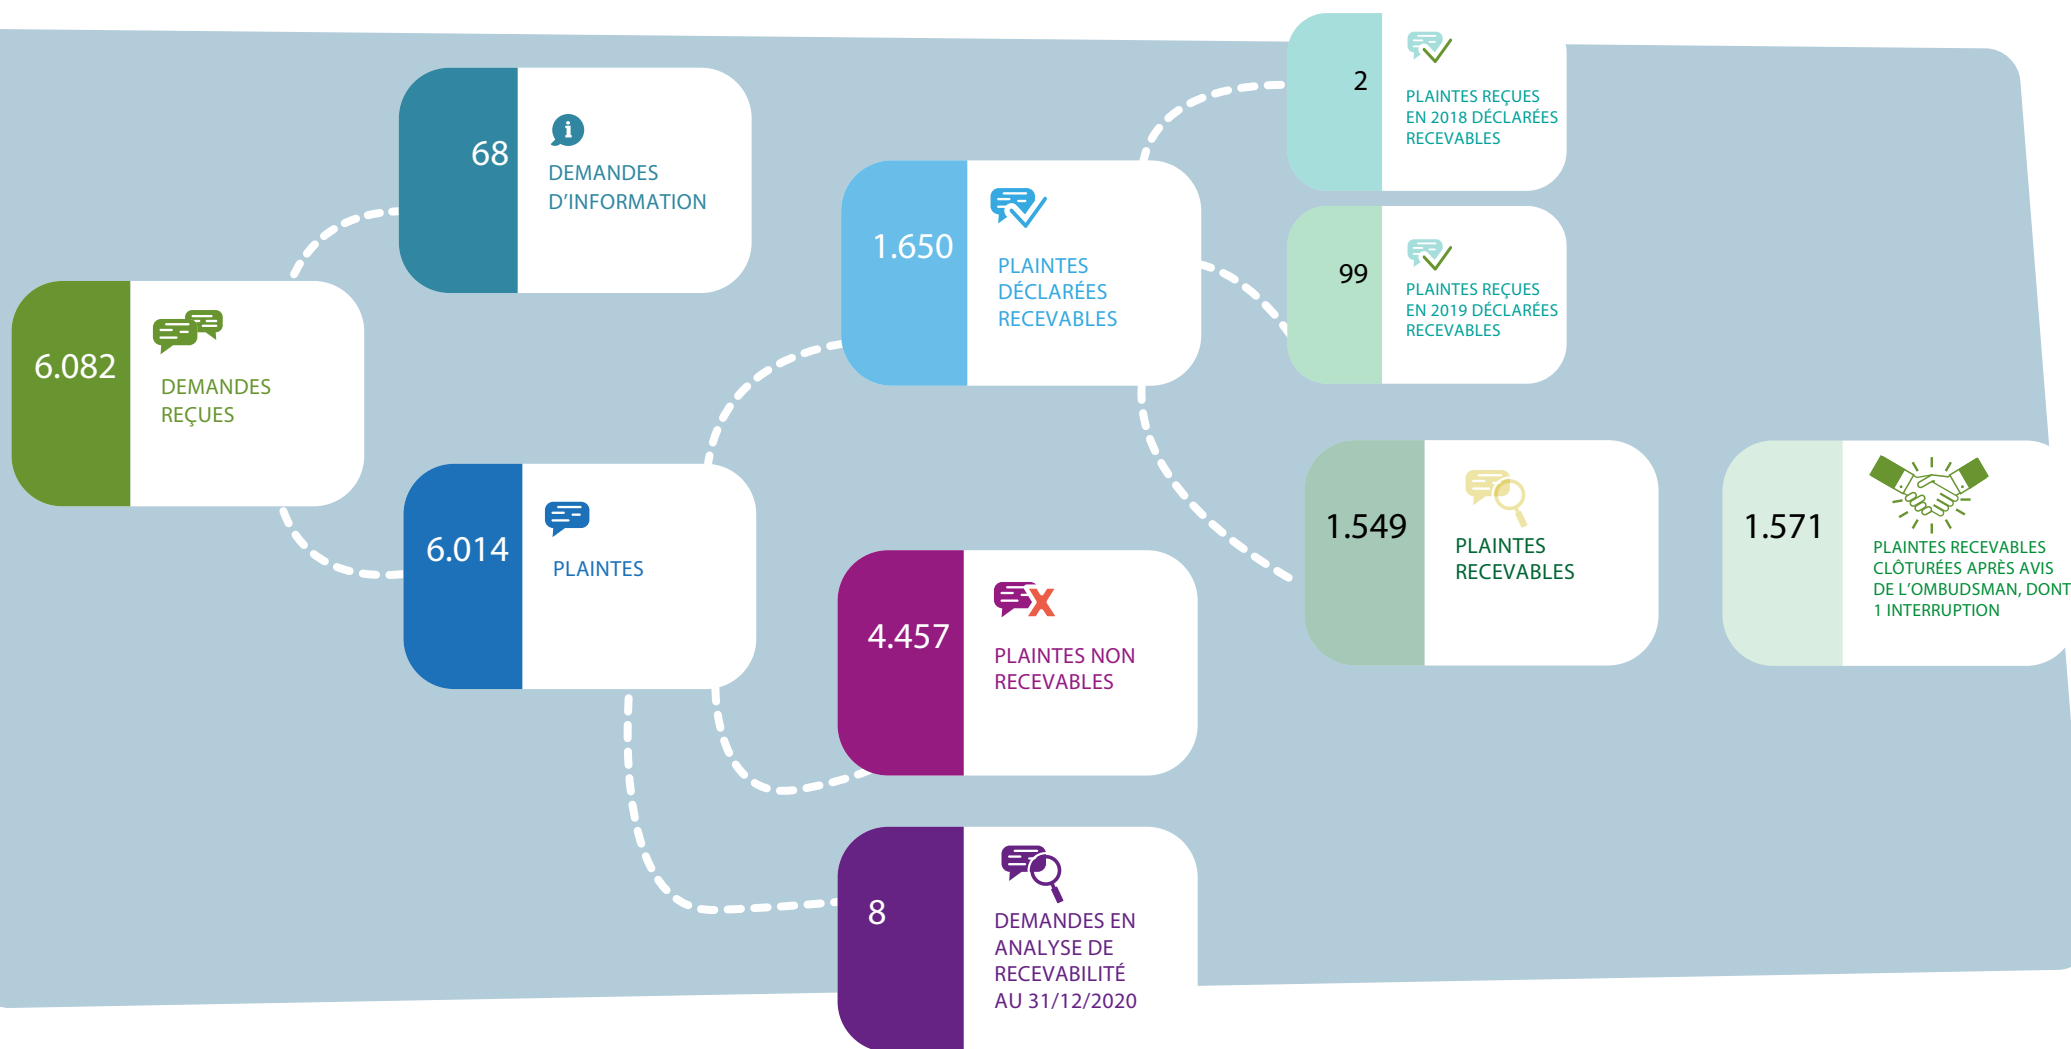 6.082
DEMANDES
REÇUES
68
DEMANDES
D'INFORMATION
6.014
PLAINTES
1.650
PLAINTES
DÉCLARÉES
RECEVABLES
4.457
PLAINTES NON
RECEVABLES
8
DEMANDES EN
ANALYSE DE
RECEVABILITÉ
AU 31/12/2020
2
PLAINTES REÇUES
EN 2018 DÉCLARÉES
RECEVABLES
99
PLAINTES REÇUES
EN 2019 DÉCLARÉES
RECEVABLES
1.549
PLAINTES
RECEVABLES
1.571
PLAINTES RECEVABLES
CLÔTURÉES APRÈS AVIS
DE L'OMBUDSMAN, DONT
1 INTERRUPTION